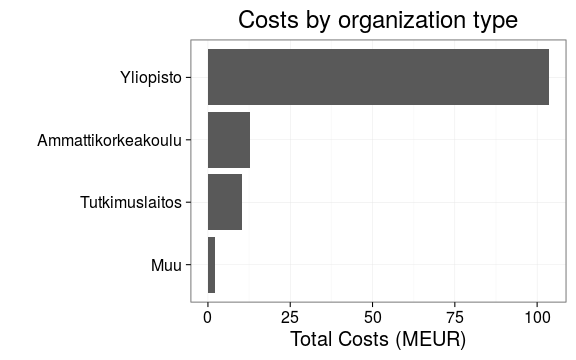 Costs by organization type
Yliopisto
Ammattikorkeakoulu
Tutkimuslaitos
Muu
0 25 50 75 100
Total Costs (MEUR)